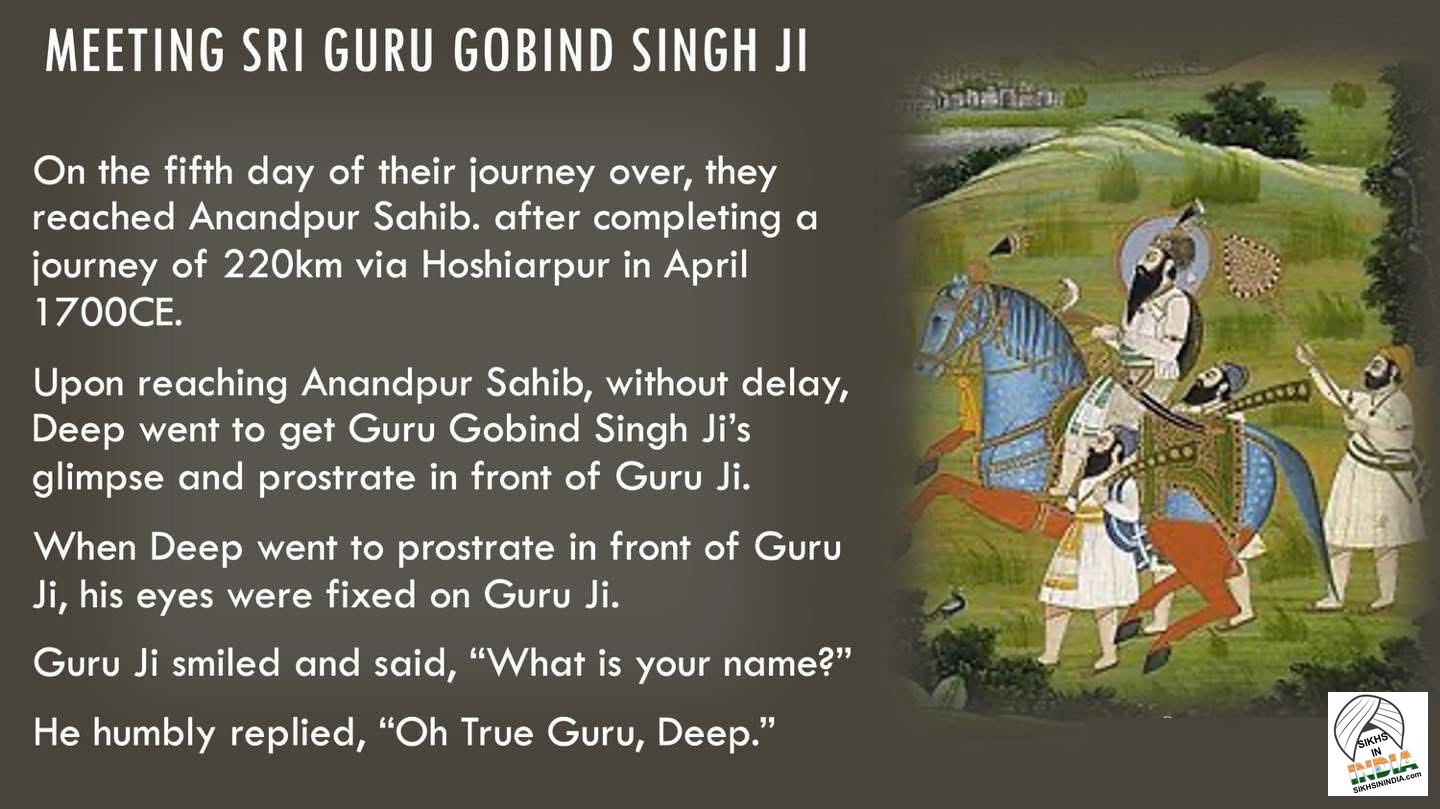 MEETING SRI GURU GOBIND SINGH JI
On the fifth day of their journey over, they
reached Anandpur Sahib. after completing a
journey of 220km via Hoshiarpur in April
1700CE.
Upon reaching Anandpur Sahib, without delay,
Deep went to get Guru Gobind Singh Ji’s
glimpse and prostrate in front of Guru Ji.
When Deep went to prostrate in front of Guru
Ji, his eyes were fixed on Guru Ji.
Guru Ji smiled and said, “What is your name?”
He humbly replied, “Oh True Guru, Deep.”
SIKHS
IN
INDIA
SIKHSININDIA.com